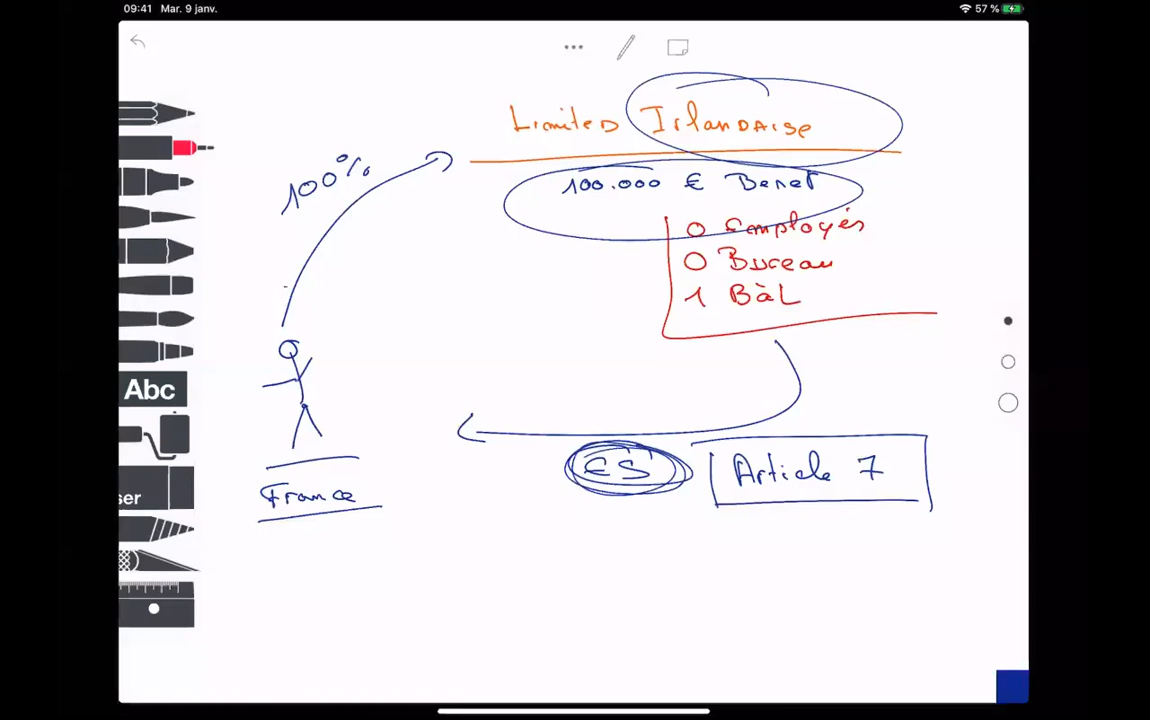 09:41 Mar. 9 janv.
57 %
Limited Irlandaise
100%
100.000 € Benef
0 Employés
0 Bureau
1 BàL
Abc
ES
Article 7
ser
France